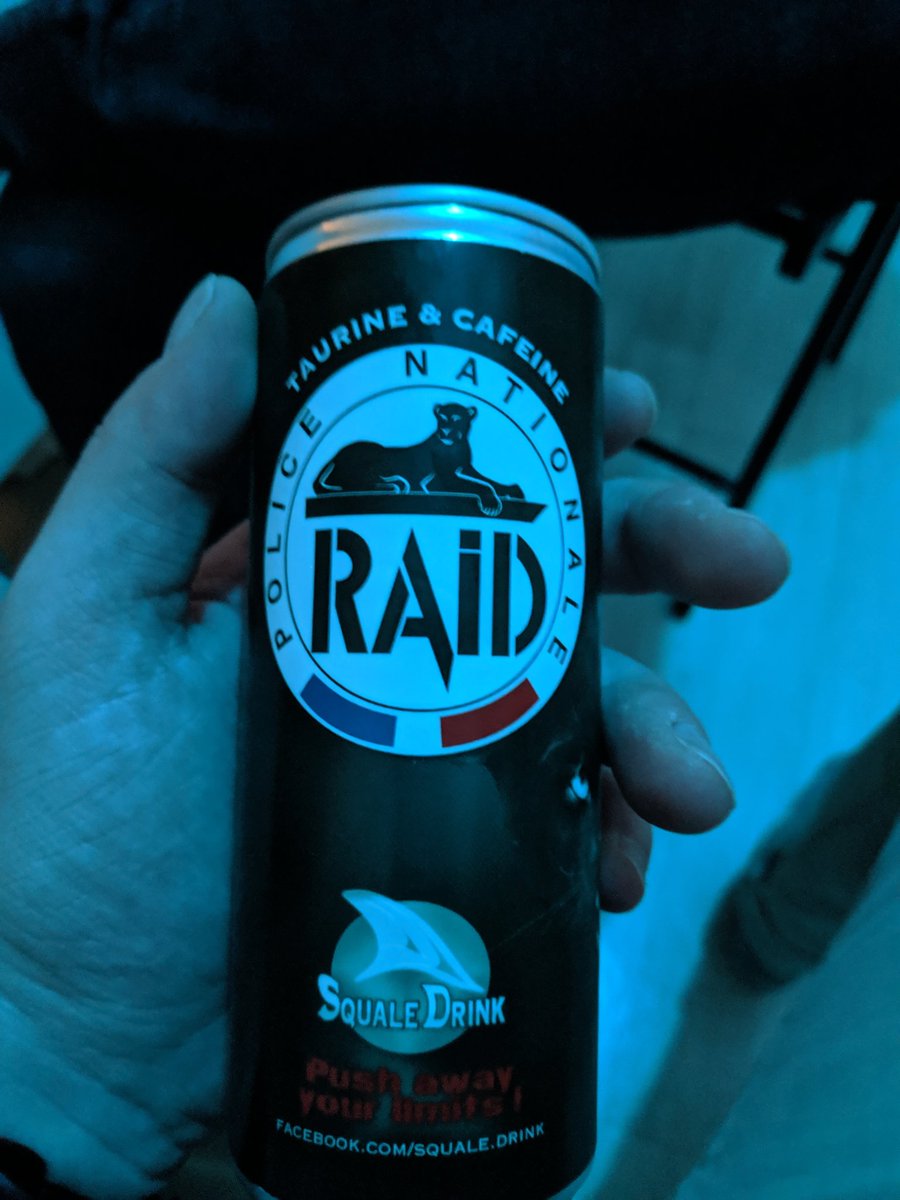 TAURINE & CAFEINE
POLICE NATIONALE
RAiD
SQUALE DRINK
Push away
your limits !
FACEBOOK.COM/SQUALE.DRINK